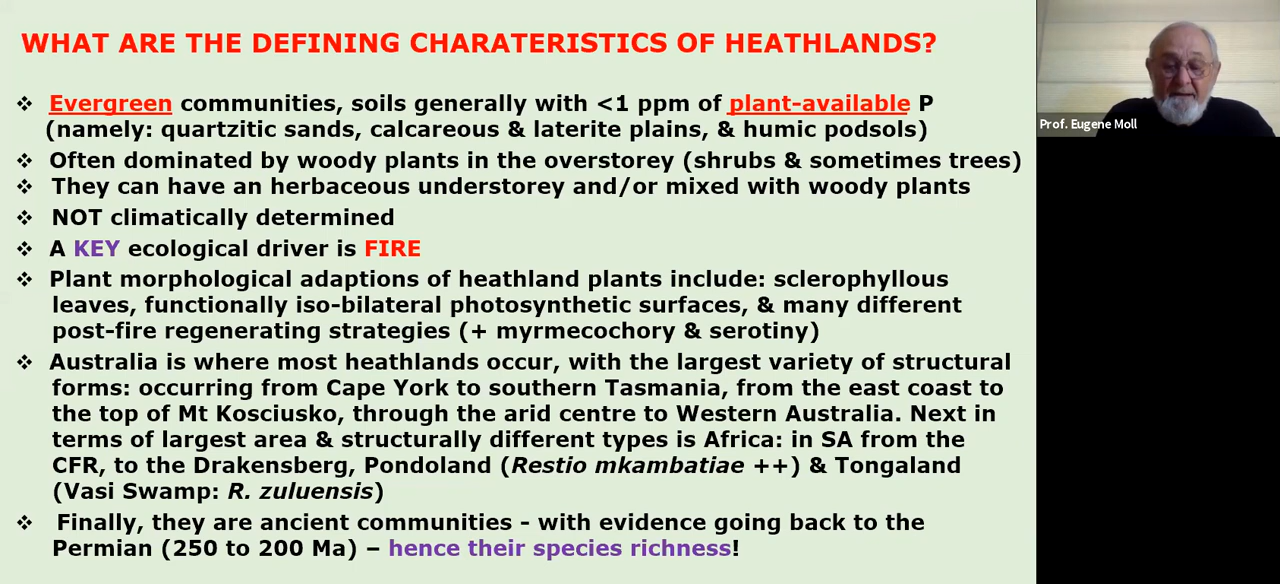 WHAT ARE THE DEFINING CHARATERISTICS OF HEATHLANDS?
❖ Evergreen communities, soils generally with <1 ppm of plant-available P
(namely: quartzitic sands, calcareous & laterite plains, & humic podsols)
❖ Often dominated by woody plants in the overstorey (shrubs & sometimes trees)
❖ They can have an herbaceous understorey and/or mixed with woody plants
❖ NOT climatically determined
❖ A KEY ecological driver is FIRE
❖ Plant morphological adaptions of heathland plants include: sclerophyllous
leaves, functionally iso-bilateral photosynthetic surfaces, & many different
post-fire regenerating strategies (+ myrmecochory & serotiny)
❖ Australia is where most heathlands occur, with the largest variety of structural
forms: occurring from Cape York to southern Tasmania, from the east coast to
the top of Mt Kosciusko, through the arid centre to Western Australia. Next in
terms of largest area & structurally different types is Africa: in SA from the
CFR, to the Drakensberg, Pondoland (Restio mkambatiae ++) & Tongaland
(Vasi Swamp: R. zuluensis)
❖ Finally, they are ancient communities - with evidence going back to the
Permian (250 to 200 Ma) – hence their species richness!
Prof. Eugene Moll